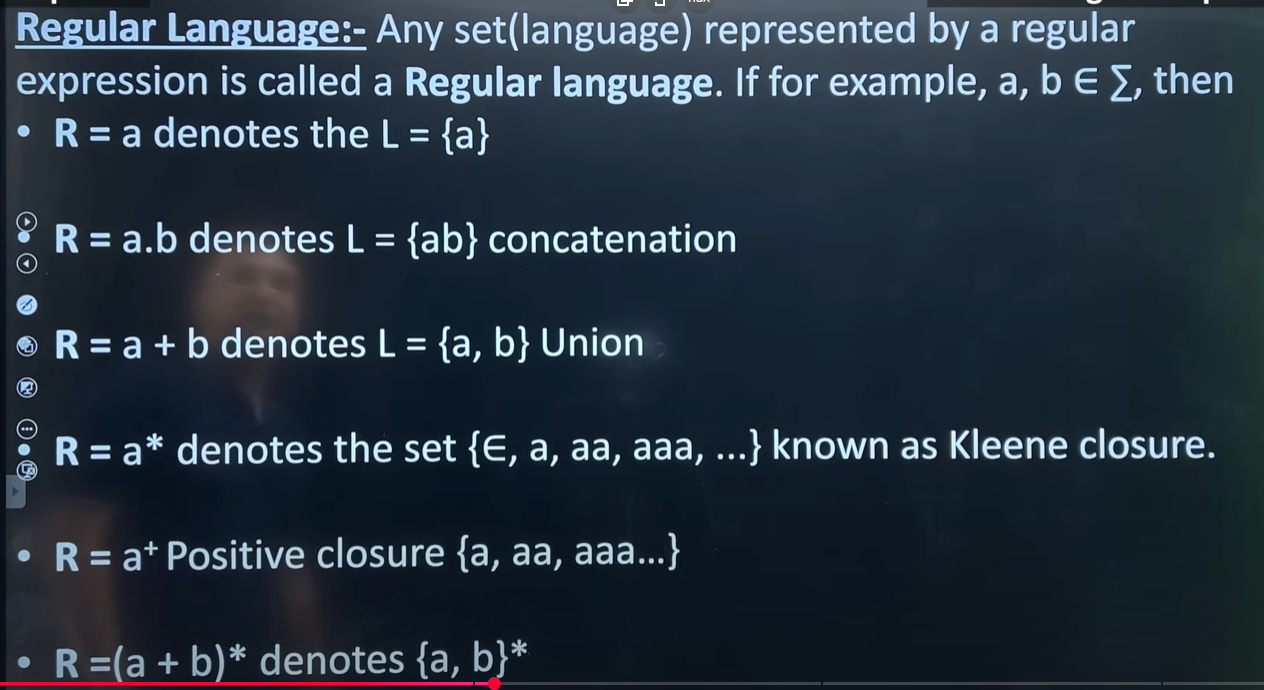 Regular Language:- Any set(language) represented by a regular
expression is called a Regular language. If for example, a, b ∈ ∑, then
• R = a denotes the L = {a}
R = a.b denotes L = {ab} concatenation
R = a + b denotes L = {a, b} Union
R = a* denotes the set {∈, a, aa, aaa, ...} known as Kleene closure.
• R = a⁺ Positive closure {a, aa, aaa...}
• R =(a + b)* denotes {a, b}*